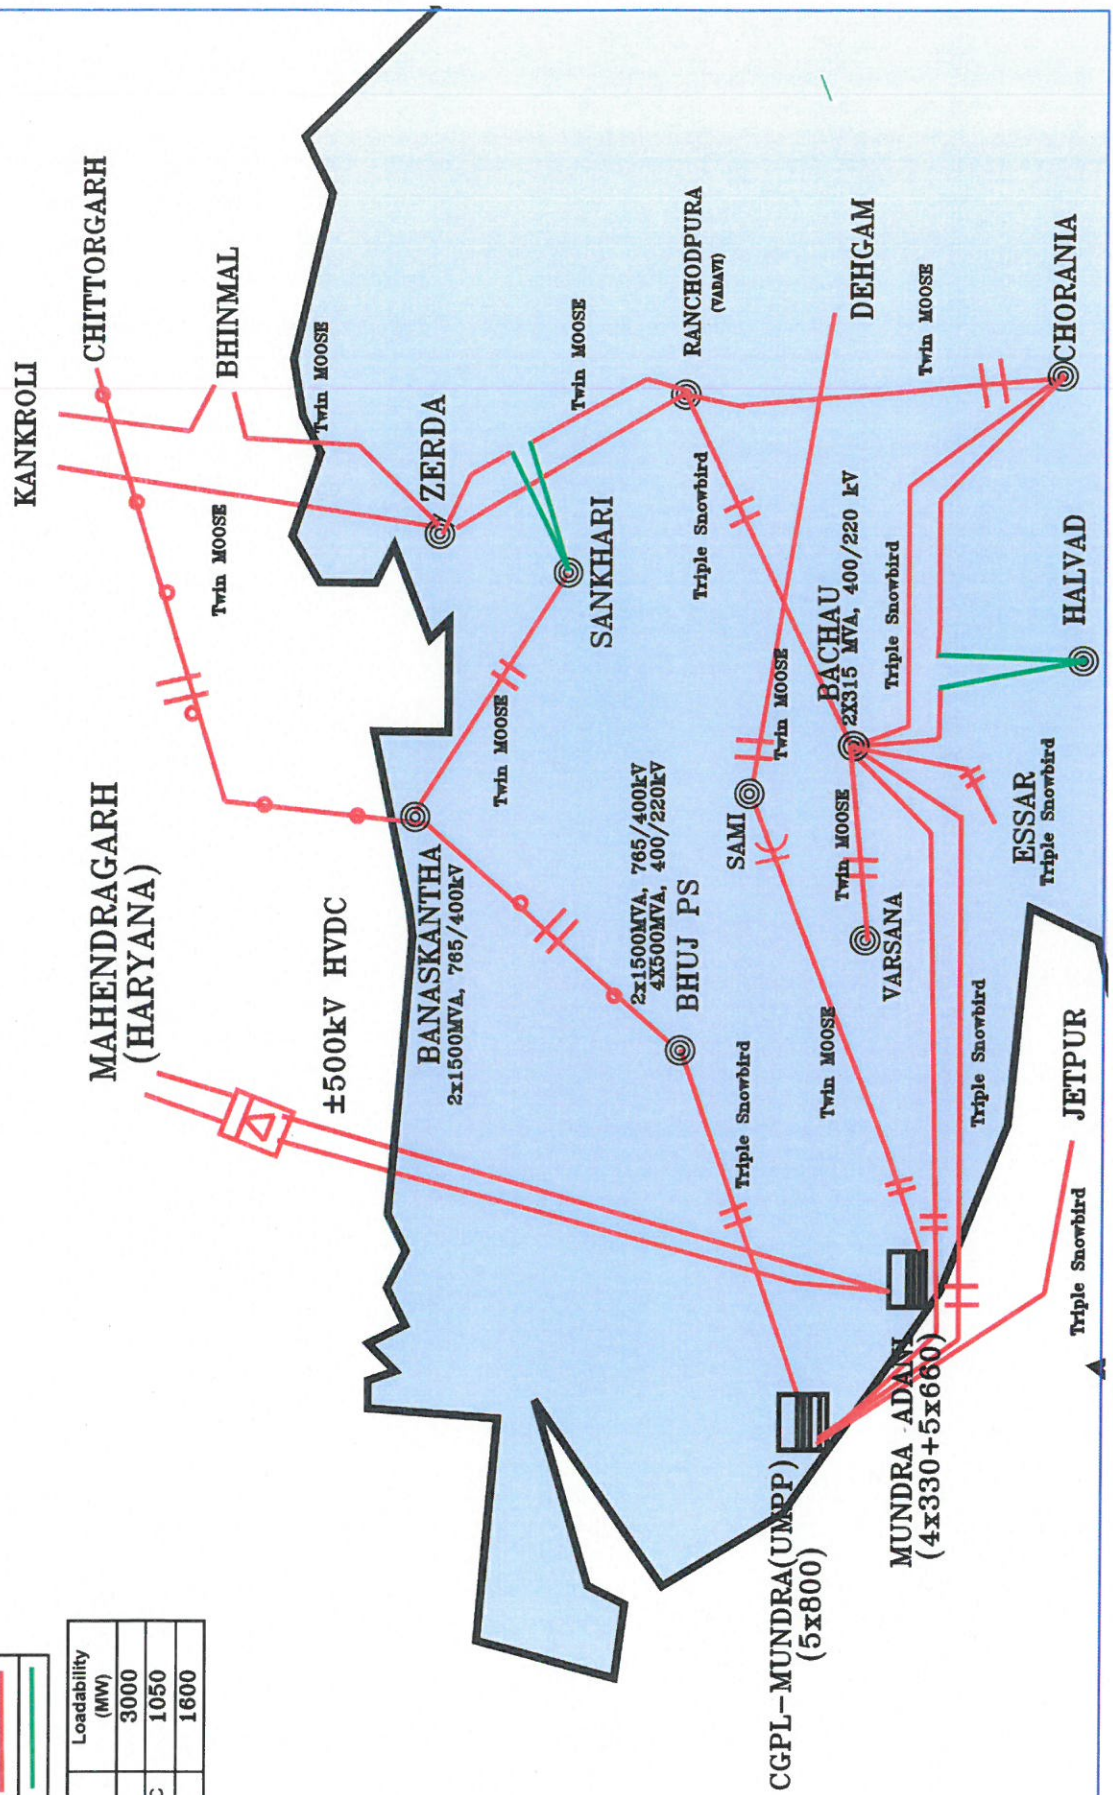 KANKROLI
CHITTORGARH
BHINMAL
Twin MOOSE
Twin MOOSE
ZERDA
Twin MOOSE
SANKHARI
RANCHODPURA
(VADAVI)
DEHGAM
Twin MOOSE
CHORANIA
Triple Snowbird
MAHENDRAGARH
(HARYANA)
±500kV HVDC
BANASKANTHA
2x1500MVA, 765/400kV
Twin MOOSE
2x1500MVA, 765/400kV
4X500MVA, 400/220kV
BHUJ PS
SAMI
Twin MOOSE
BACHAU
2X315 MVA, 400/220 kV
Triple Snowbird
HALVAD
Twin MOOSE
VARSANA
ESSAR
Triple Snowbird
Triple Snowbird
Twin MOOSE
Triple Snowbird
JETPUR
Triple Snowbird
CGPL-MUNDRA(UMPP)
(5x800)
MUNDRA ADANI
(4x330+5x660)
Loadability
(MW)
3000
1050
1600
C